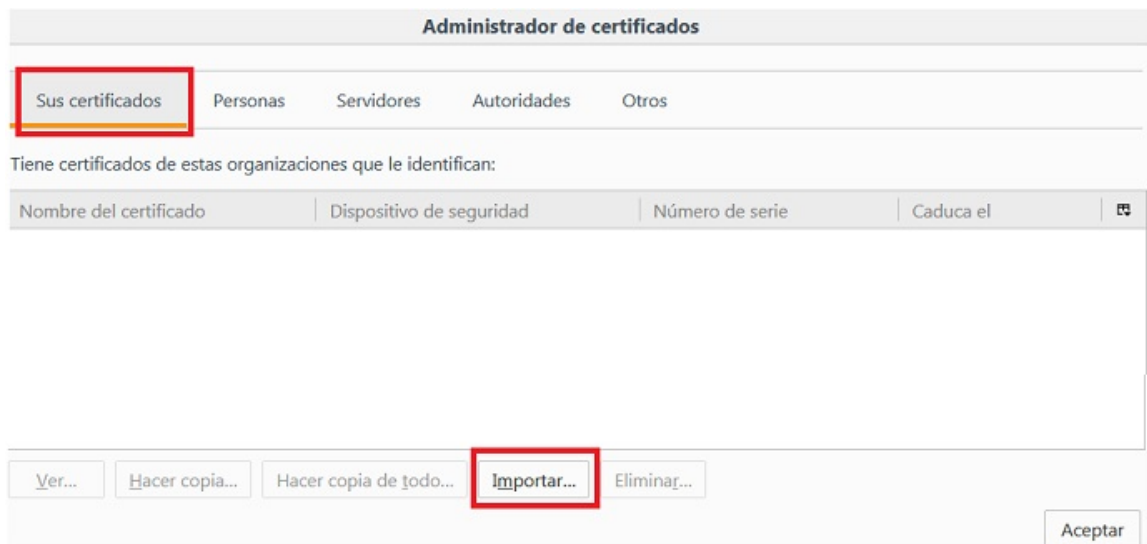 Administrador de certificados
Sus certificados Personas Servidores Autoridades Otros
Tiene certificados de estas organizaciones que le identifican:
Nombre del certificado Dispositivo de seguridad Número de serie Caduca el
Ver... Hacer copia... Hacer copia de todo... Importar... Eliminar...
Aceptar